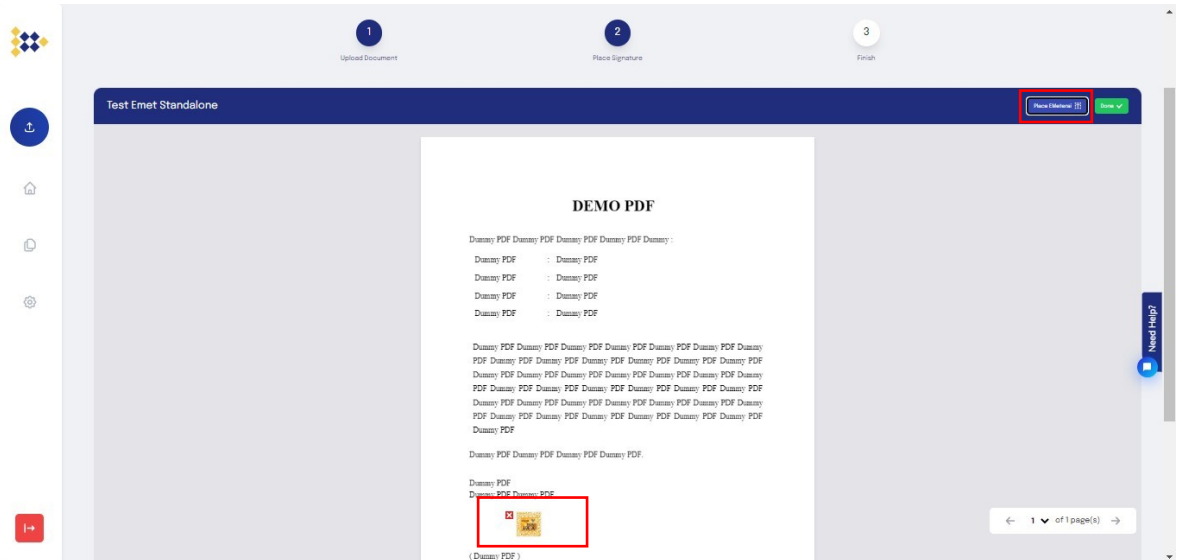 1
2
3
Upload Document
Place Signature
Finish
Test Emet Standalone
Place EMaterai
Done
DEMO PDF
Dummy PDF Dummy PDF Dummy PDF Dummy PDF Dummy :
Dummy PDF : Dummy PDF
Dummy PDF : Dummy PDF
Dummy PDF : Dummy PDF
Dummy PDF : Dummy PDF
Dummy PDF Dummy PDF Dummy PDF Dummy PDF Dummy PDF Dummy PDF Dummy
PDF Dummy PDF Dummy PDF Dummy PDF Dummy PDF Dummy PDF Dummy PDF
Dummy PDF Dummy PDF Dummy PDF Dummy PDF Dummy PDF Dummy PDF Dummy
PDF Dummy PDF Dummy PDF Dummy PDF Dummy PDF Dummy PDF Dummy PDF
Dummy PDF Dummy PDF Dummy PDF Dummy PDF Dummy PDF Dummy PDF Dummy
PDF Dummy PDF Dummy PDF Dummy PDF Dummy PDF Dummy PDF Dummy PDF
Dummy PDF
Dummy PDF Dummy PDF Dummy PDF Dummy PDF.
Dummy PDF
Dummy PDF Dummy PDF
( Dummy PDF )
Need Help?
1 of 1 page(s)